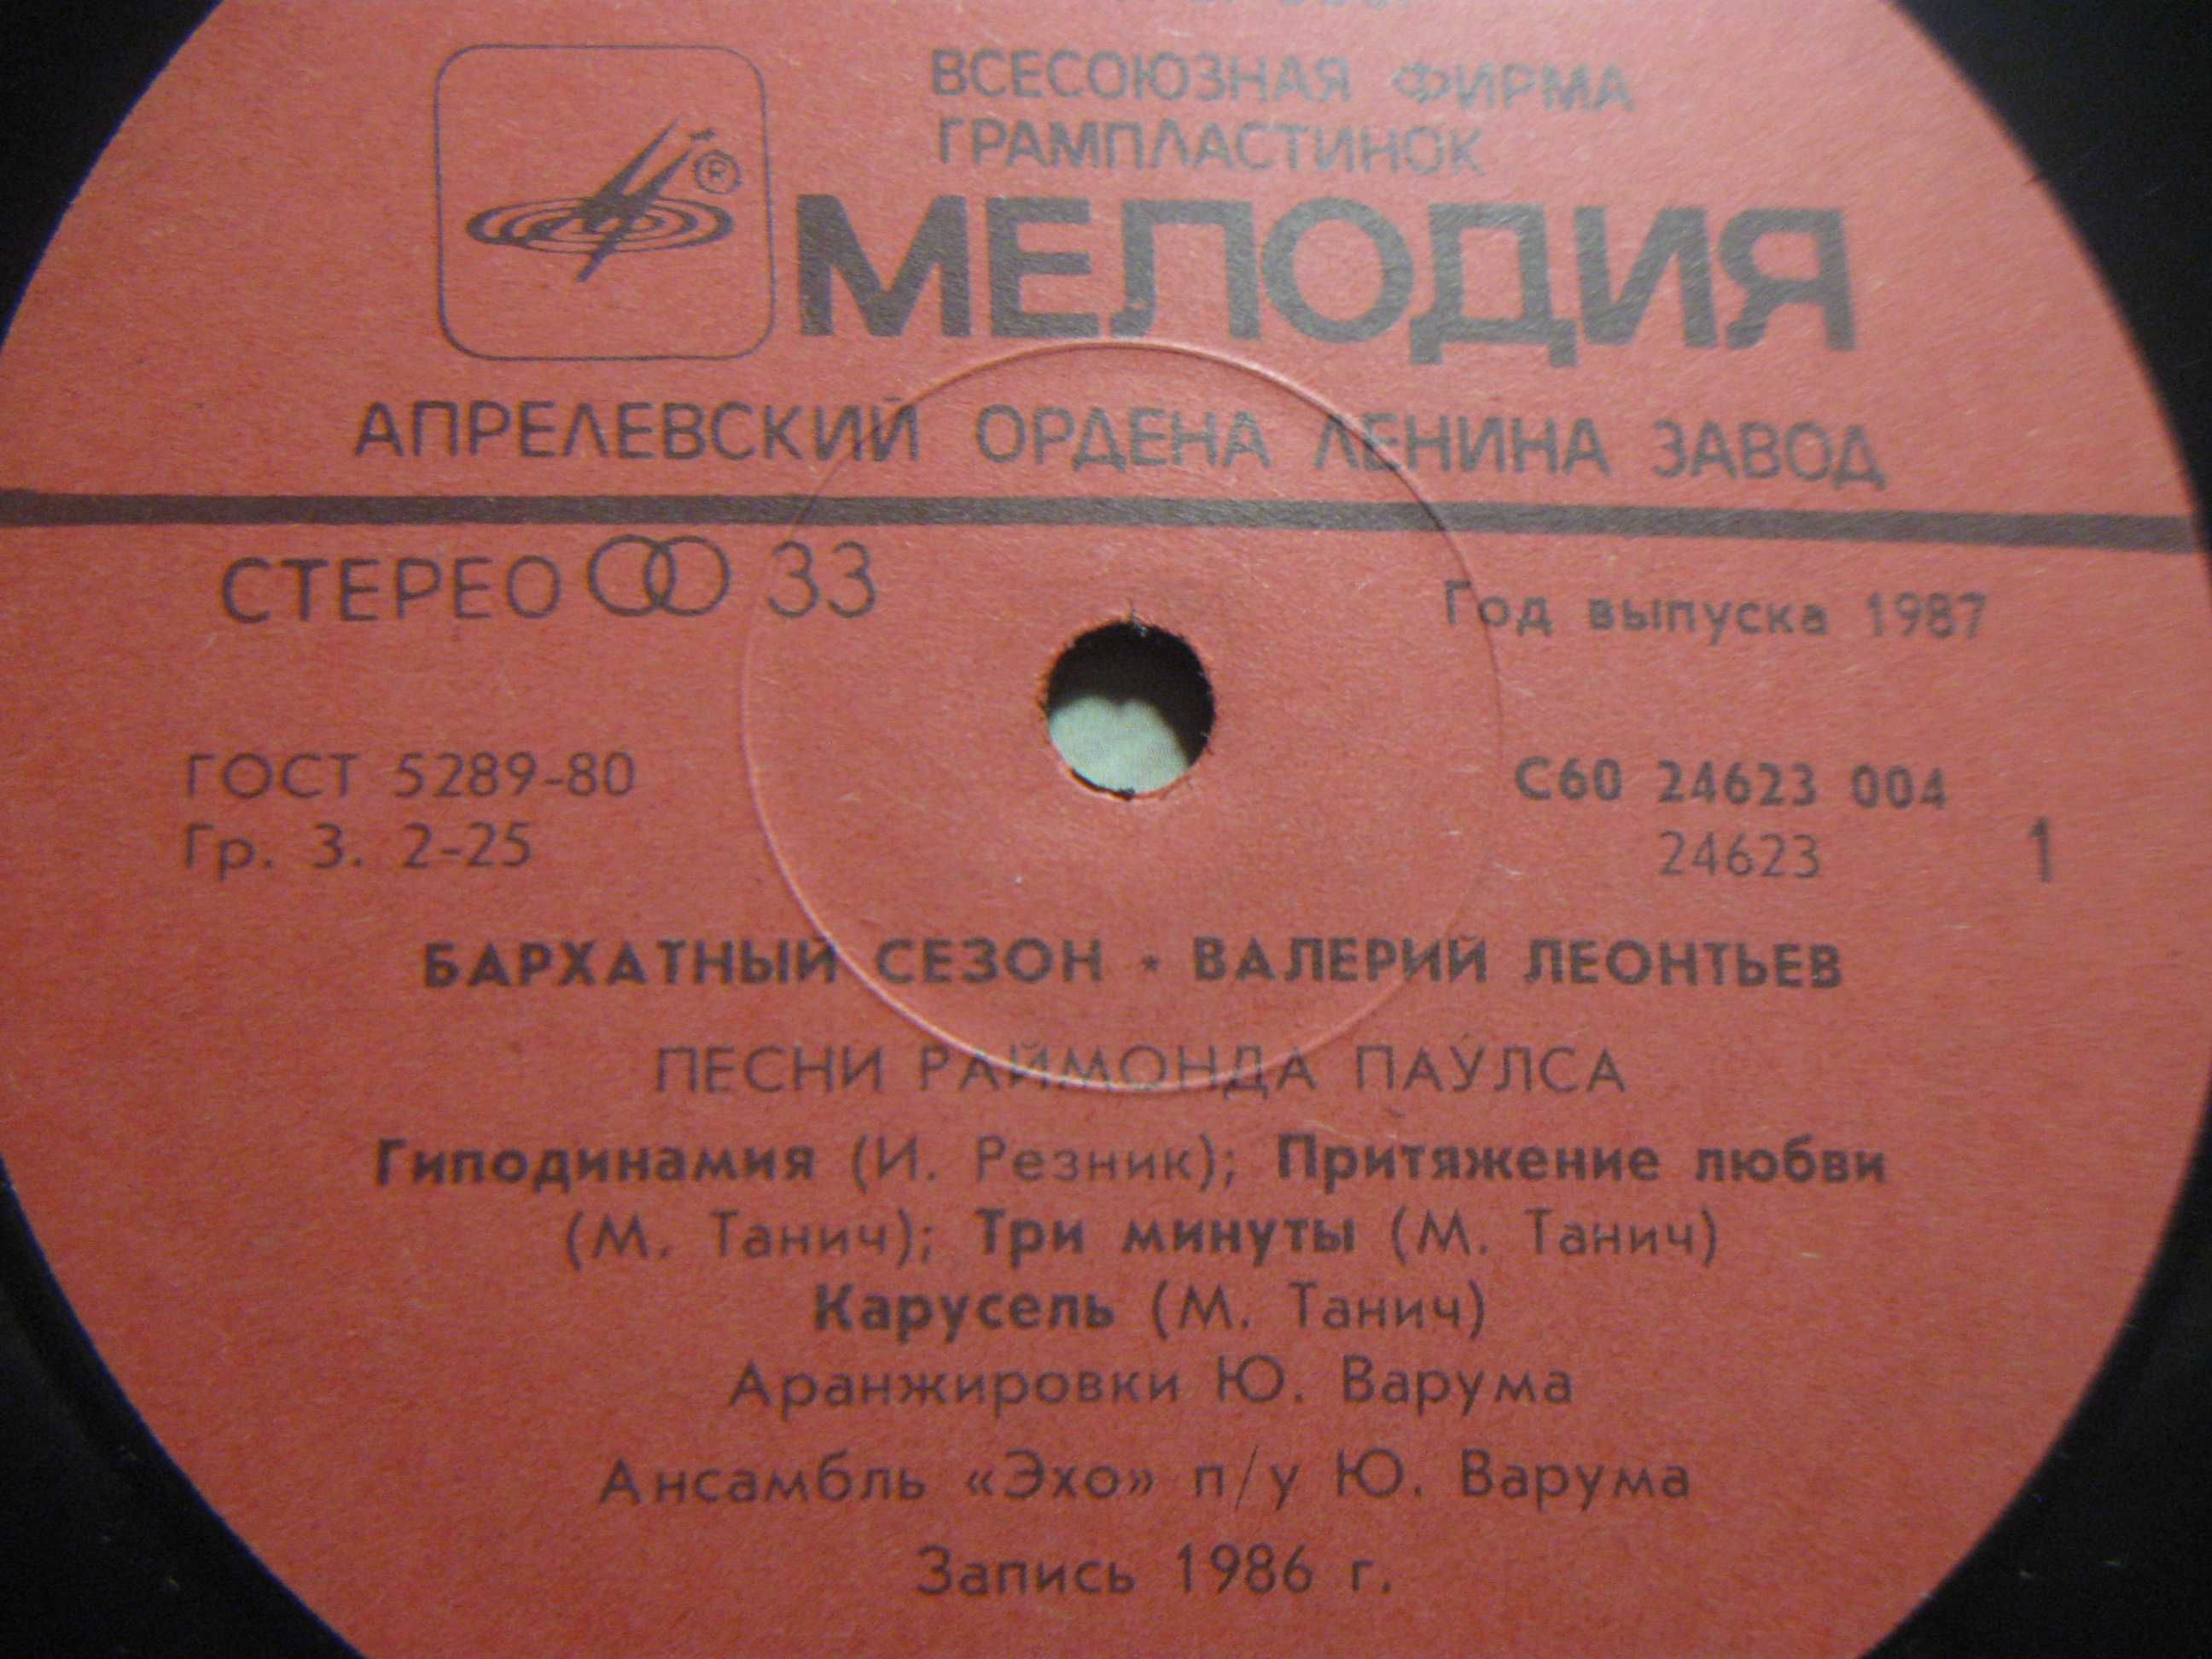 ВСЕСОЮЗНАЯ ФИРМА
ГРАМПЛАСТИНОК
®
МЕЛОДИЯ
АПРЕЛЕВСКИЙ ОРДЕНА ЛЕНИНА ЗАВОД
СТЕРЕО 33
Год выпуска 1987
ГОСТ 5289-80
Гр. 3. 2-25
С60 24623 004
24623
1
БАРХАТНЫЙ СЕЗОН • ВАЛЕРИЙ ЛЕОНТЬЕВ
ПЕСНИ РАЙМОНДА ПАУЛСА
Гиподинамия (И. Резник); Притяжение любви
(М. Танич); Три минуты (М. Танич)
Карусель (М. Танич)
Аранжировки Ю. Варума
Ансамбль «Эхо» п/у Ю. Варума
Запись 1986 г.